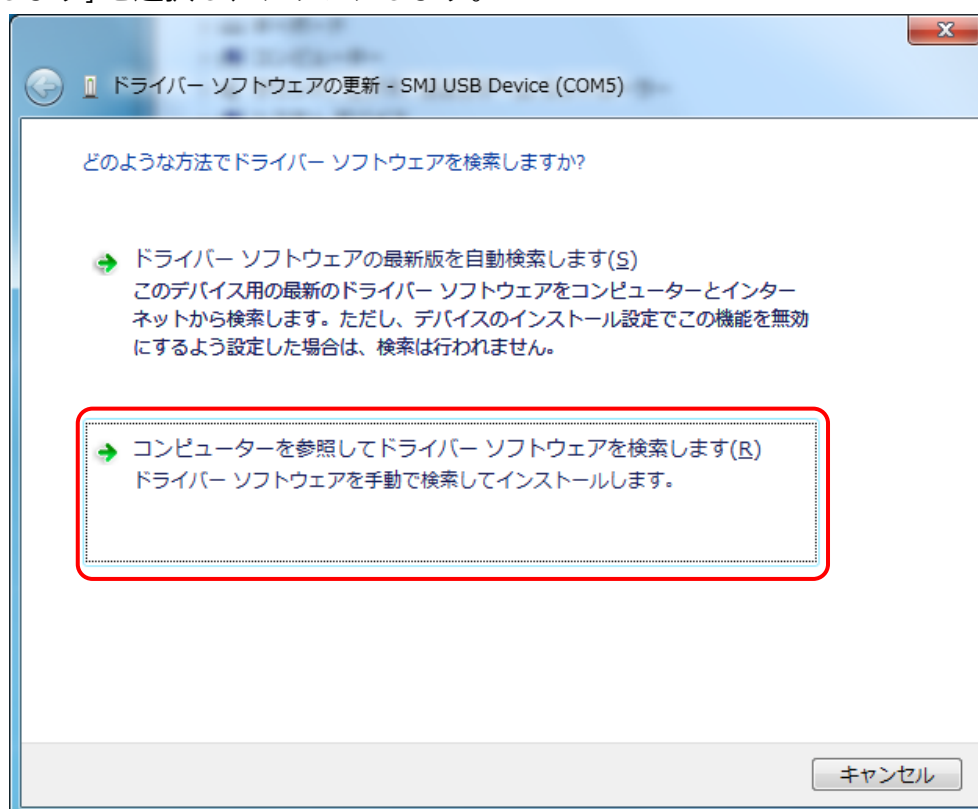 ドライバー ソフトウェアの更新 - SMJ USB Device (COM5)
どのような方法でドライバー ソフトウェアを検索しますか?
ドライバー ソフトウェアの最新版を自動検索します(S)
このデバイス用の最新のドライバー ソフトウェアをコンピューターとインター
ネットから検索します。ただし、デバイスのインストール設定でこの機能を無効
にするよう設定した場合は、検索は行われません。
コンピューターを参照してドライバー ソフトウェアを検索します(R)
ドライバー ソフトウェアを手動で検索してインストールします。
キャンセル